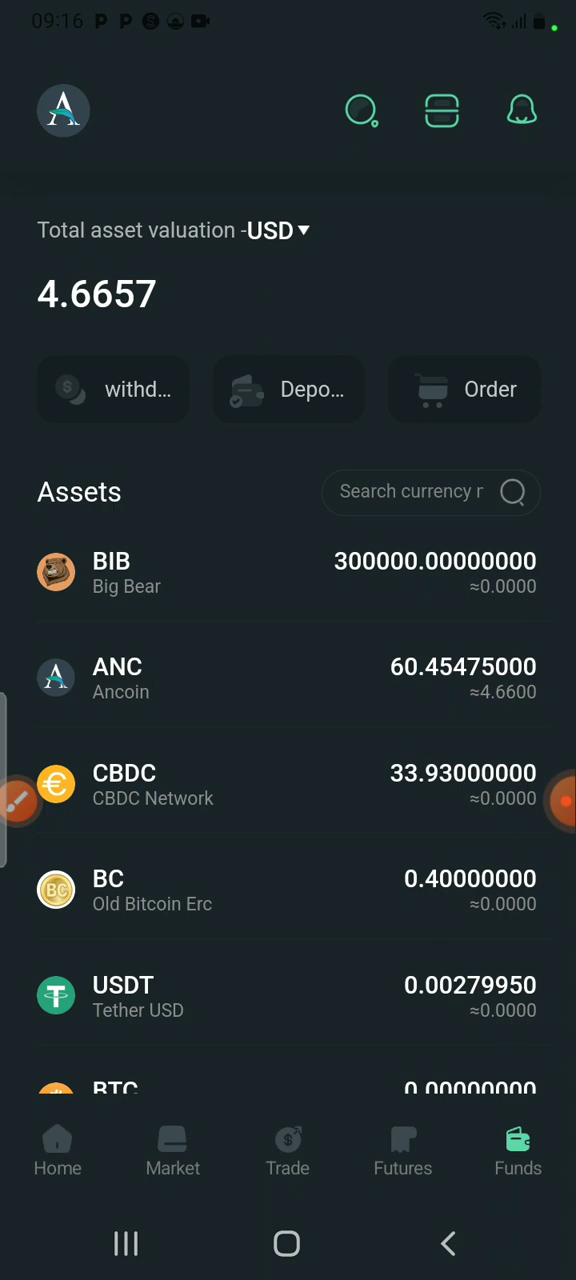 09:16 P P S
A
Total asset valuation -USD
4.6657
withd... Depo... Order
Assets Search currency r
BIB 300000.00000000
Big Bear ≈0.0000
ANC 60.45475000
Ancoin ≈4.6600
CBDC 33.93000000
CBDC Network ≈0.0000
BC 0.40000000
Old Bitcoin Erc ≈0.0000
USDT 0.00279950
Tether USD ≈0.0000
BTC 0.00000000
Home Market Trade Futures Funds